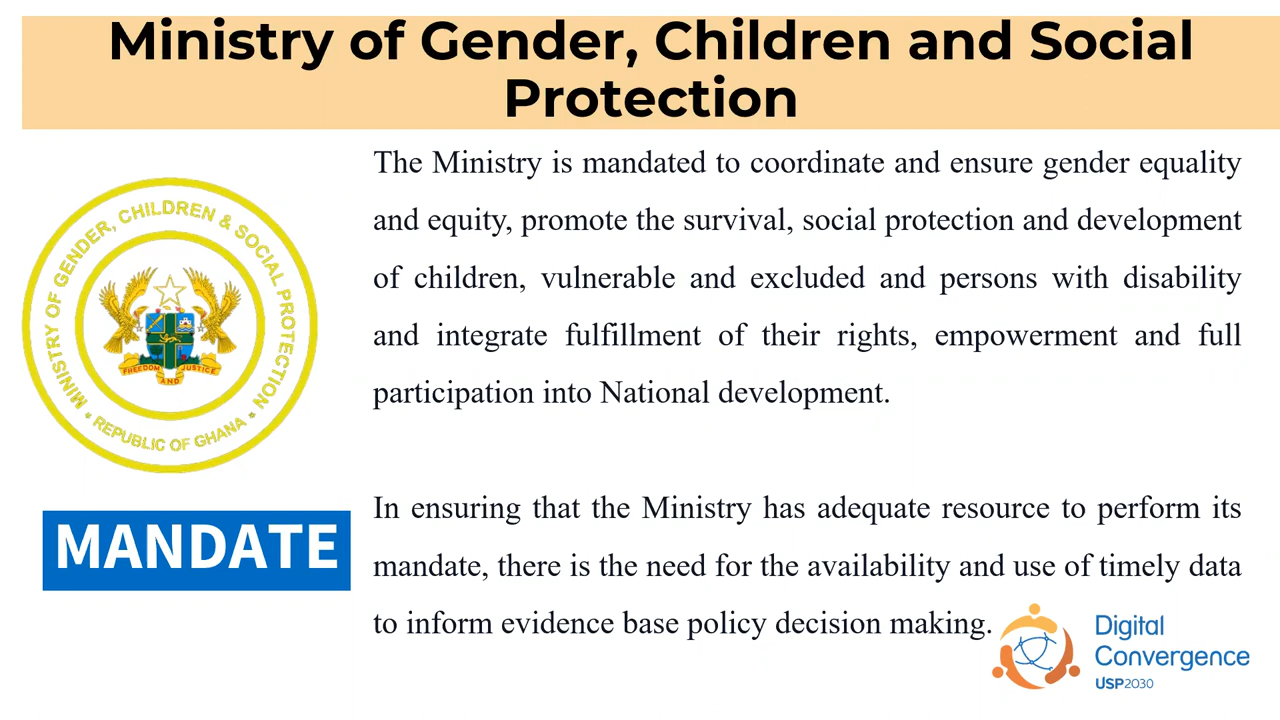 Ministry of Gender, Children and Social
Protection
The Ministry is mandated to coordinate and ensure gender equality
and equity, promote the survival, social protection and development
of children, vulnerable and excluded and persons with disability
and integrate fulfillment of their rights, empowerment and full
participation into National development.
MINISTRY OF GENDER, CHILDREN & SOCIAL PROTECTION
FREEDOM AND JUSTICE
* REPUBLIC OF GHANA *
MANDATE
In ensuring that the Ministry has adequate resource to perform its
mandate, there is the need for the availability and use of timely data
to inform evidence base policy decision making.
Digital
Convergence
USP2030